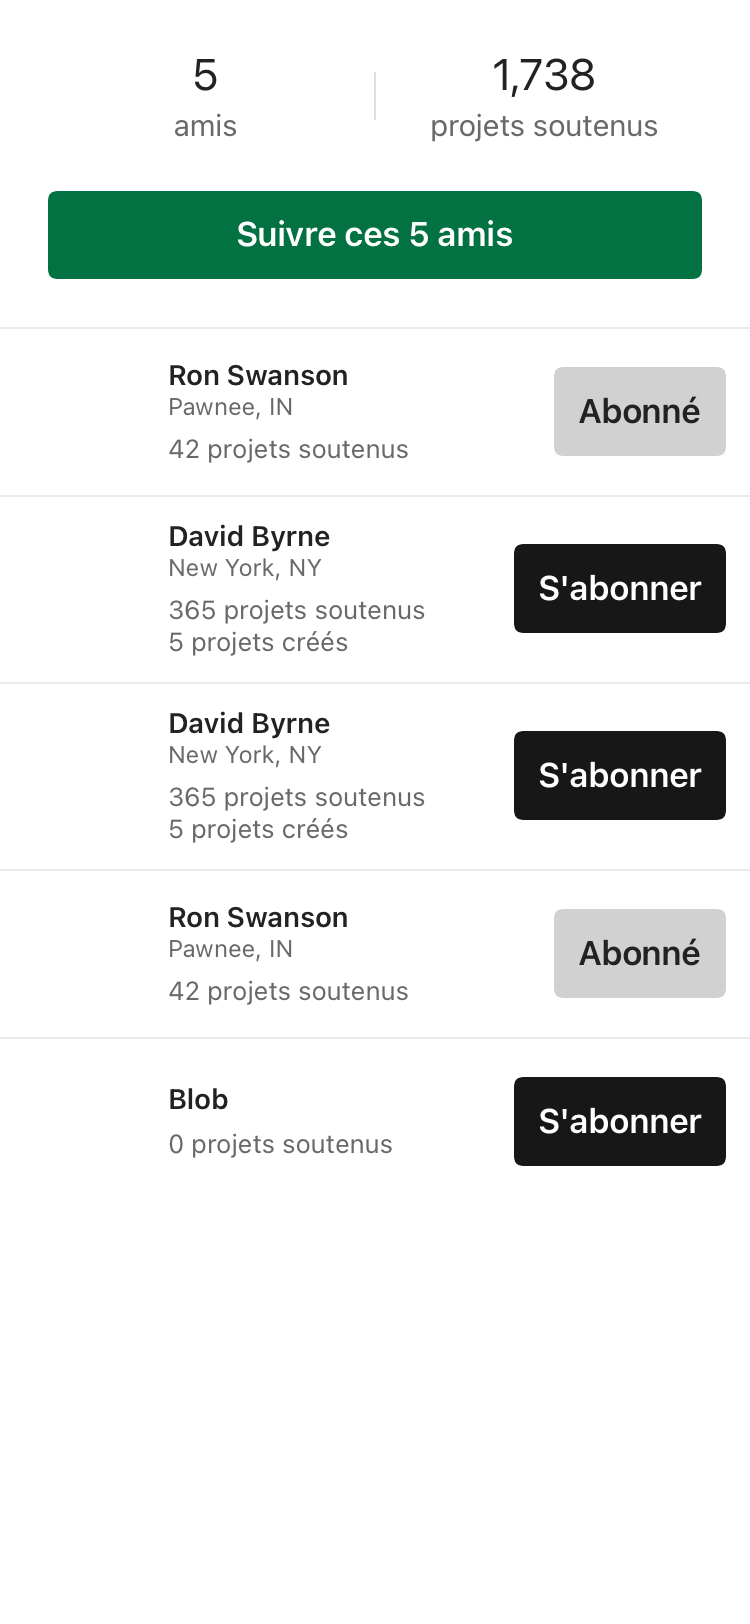 5
amis
1,738
projets soutenus
Suivre ces 5 amis
Ron Swanson
Pawnee, IN
42 projets soutenus
Abonné
David Byrne
New York, NY
365 projets soutenus
5 projets créés
S'abonner
David Byrne
New York, NY
365 projets soutenus
5 projets créés
S'abonner
Ron Swanson
Pawnee, IN
42 projets soutenus
Abonné
Blob
0 projets soutenus
S'abonner